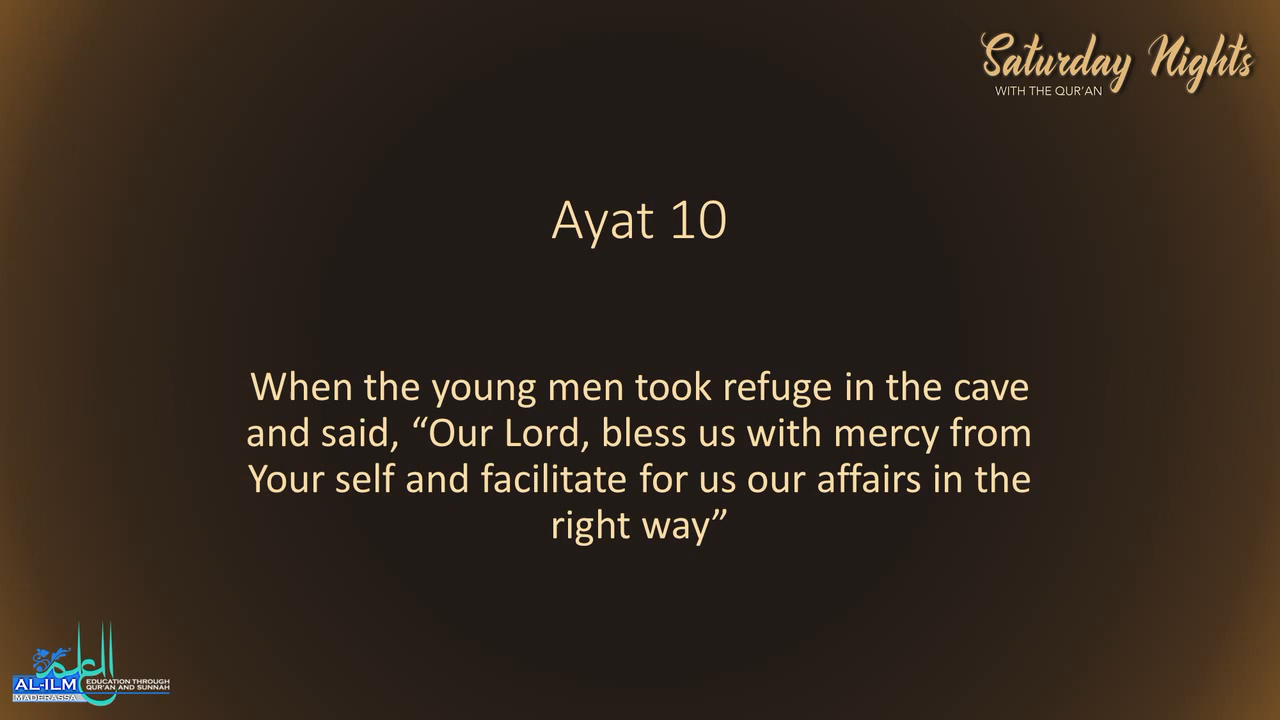 Saturday Nights
WITH THE QUR'AN
Ayat 10
When the young men took refuge in the cave
and said, “Our Lord, bless us with mercy from
Your self and facilitate for us our affairs in the
right way”
العلم
AL-ILM
MADERASSA
EDUCATION THROUGH
QUR'AN AND SUNNAH